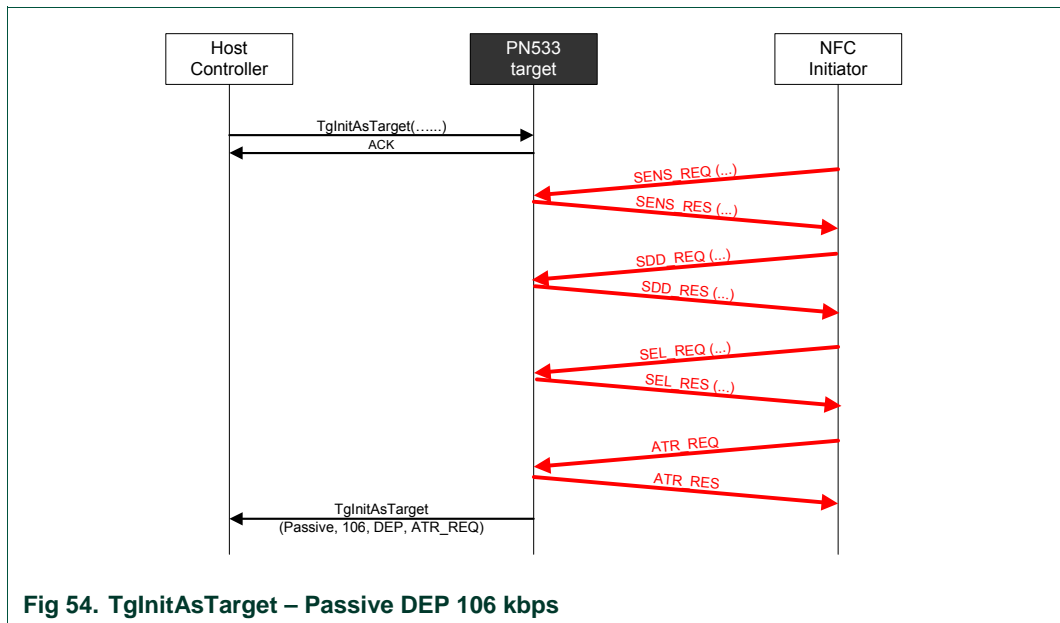 Host
Controller
PN533
target
NFC
Initiator
TgInitAsTarget(…...)
ACK
SENS_REQ (...)
SENS_RES (...)
SDD_REQ (...)
SDD_RES (...)
SEL_REQ (...)
SEL_RES (...)
ATR_REQ
ATR_RES
TgInitAsTarget
(Passive, 106, DEP, ATR_REQ)
Fig 54. TgInitAsTarget – Passive DEP 106 kbps